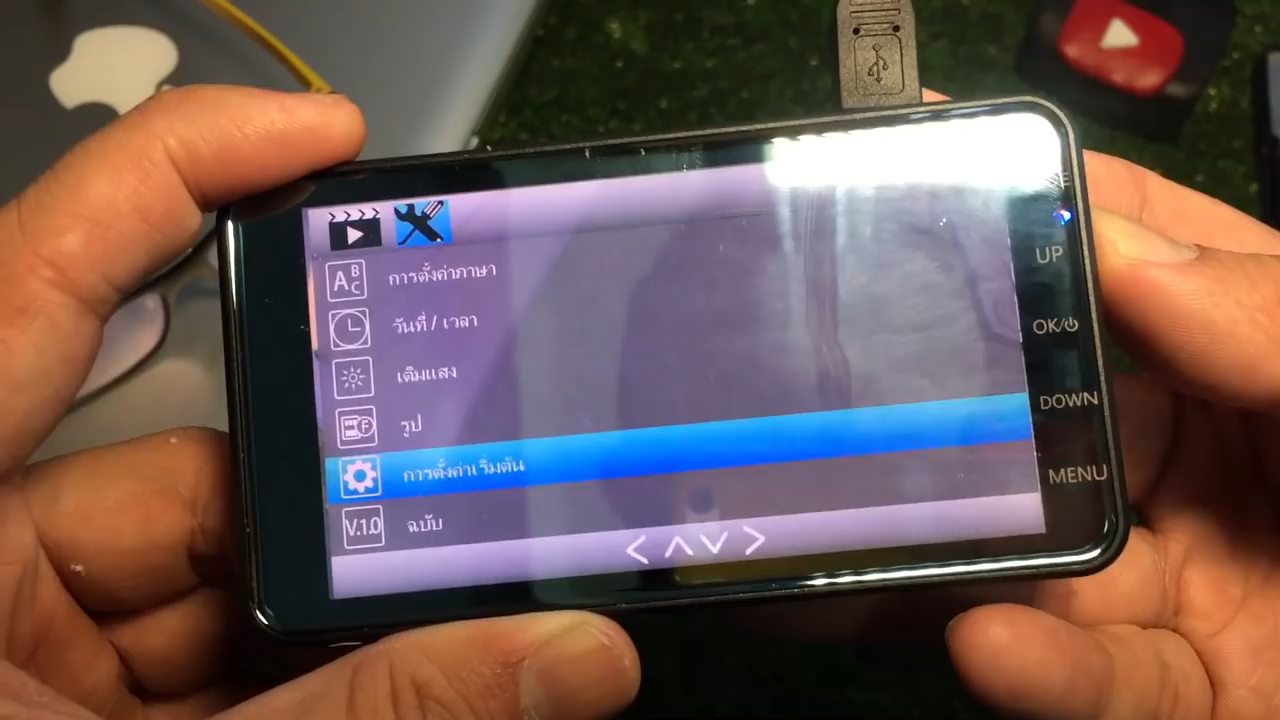 การตั้งค่าภาษา
วันที่ / เวลา
เติมแสง
รูป
การตั้งค่าเริ่มต้น
V.1.0 ฉบับ
ABC
F
UP
OK/
DOWN
MENU